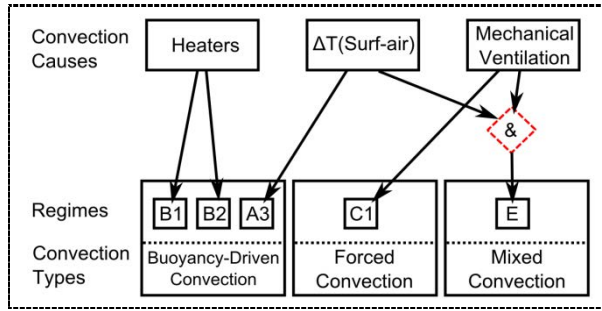 Convection
Causes
Heaters
ΔT(Surf-air)
Mechanical
Ventilation
&
Regimes
B1
B2
A3
C1
E
Convection
Types
Buoyancy-Driven
Convection
Forced
Convection
Mixed
Convection